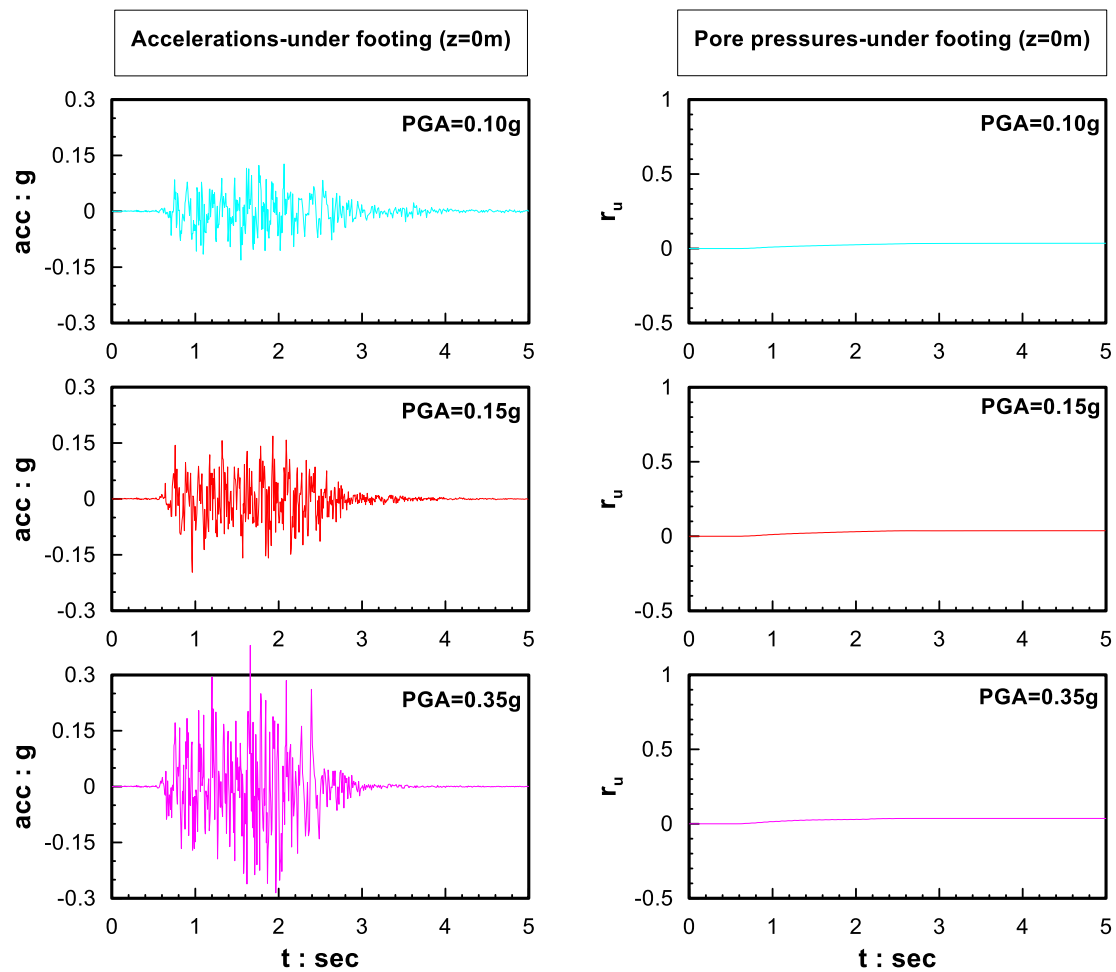 Accelerations-under footing (z=0m)
Pore pressures-under footing (z=0m)
0.3
0.15
0
-0.15
-0.3
acc : g
PGA=0.10g
0 1 2 3 4 5
1
0.5
0
-0.5
r_u
PGA=0.10g
0 1 2 3 4 5
0.3
0.15
0
-0.15
-0.3
acc : g
PGA=0.15g
0 1 2 3 4 5
1
0.5
0
-0.5
r_u
PGA=0.15g
0 1 2 3 4 5
0.3
0.15
0
-0.15
-0.3
acc : g
PGA=0.35g
0 1 2 3 4 5
t : sec
1
0.5
0
-0.5
r_u
PGA=0.35g
0 1 2 3 4 5
t : sec